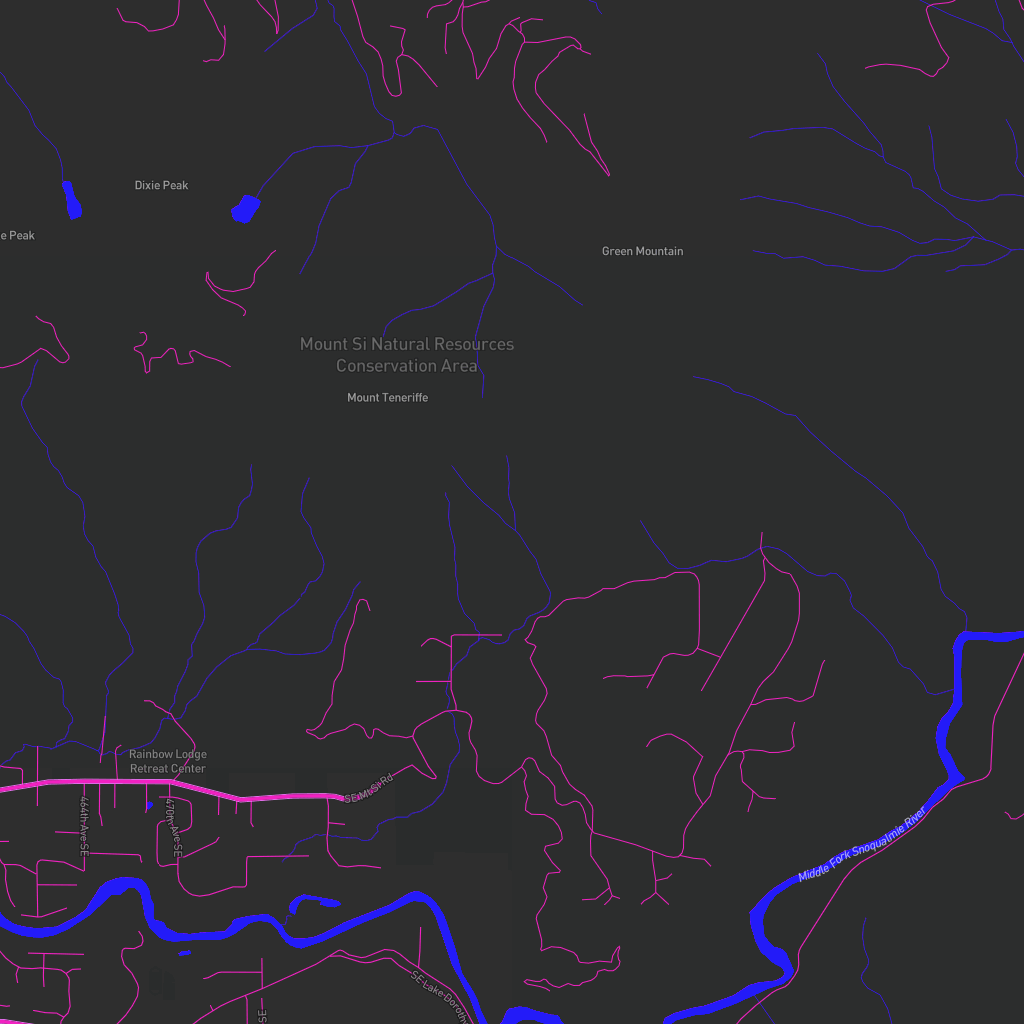 Dixie Peak
e Peak
Green Mountain
Mount Si Natural Resources
Conservation Area
Mount Teneriffe
Rainbow Lodge
Retreat Center
SE Mt Si Rd
464th Ave SE
470th Ave SE
Middle Fork Snoqualmie River
SE Lake Dorothy
SE